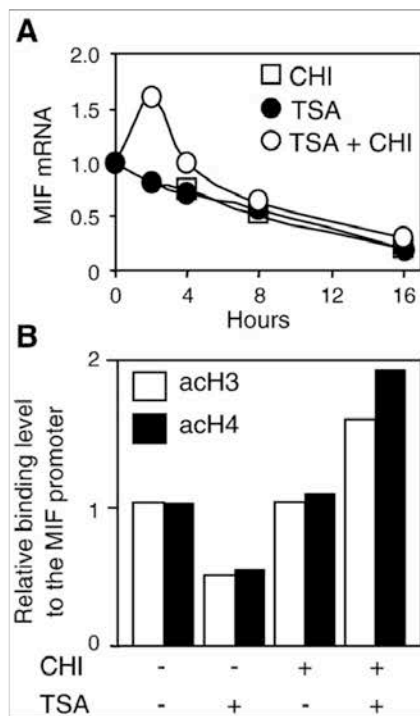 A
2.0
1.5
1.0
0.5
0
MIF mRNA
CHI
TSA
TSA + CHI
0 4 8 12 16
Hours
B
2
1
0
Relative binding level
to the MIF promoter
acH3
acH4
CHI - - + +
TSA - + - +